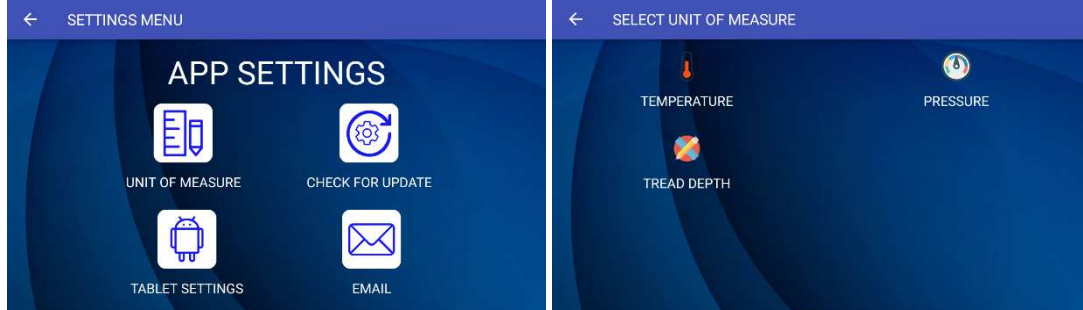 SETTINGS MENU
APP SETTINGS
UNIT OF MEASURE
CHECK FOR UPDATE
TABLET SETTINGS
EMAIL
SELECT UNIT OF MEASURE
TEMPERATURE
PRESSURE
TREAD DEPTH